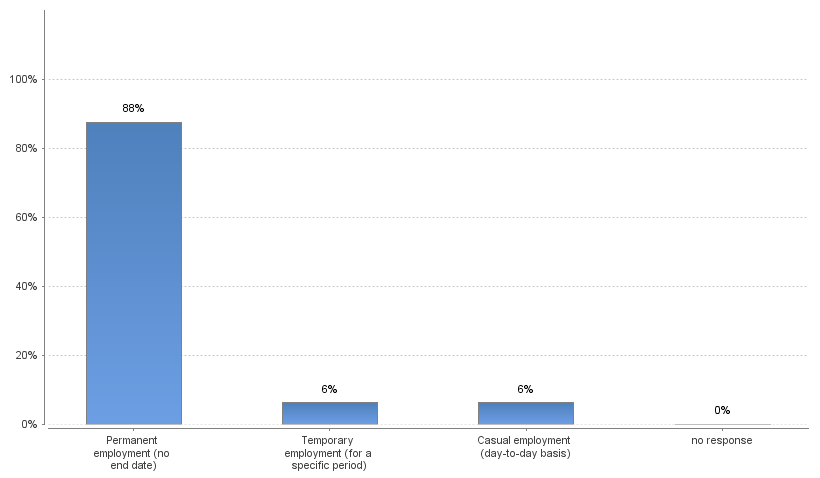 100%
80%
60%
40%
20%
0%
88%
6%
6%
0%
Permanent
employment (no
end date)
Temporary
employment (for a
specific period)
Casual employment
(day-to-day basis)
no response